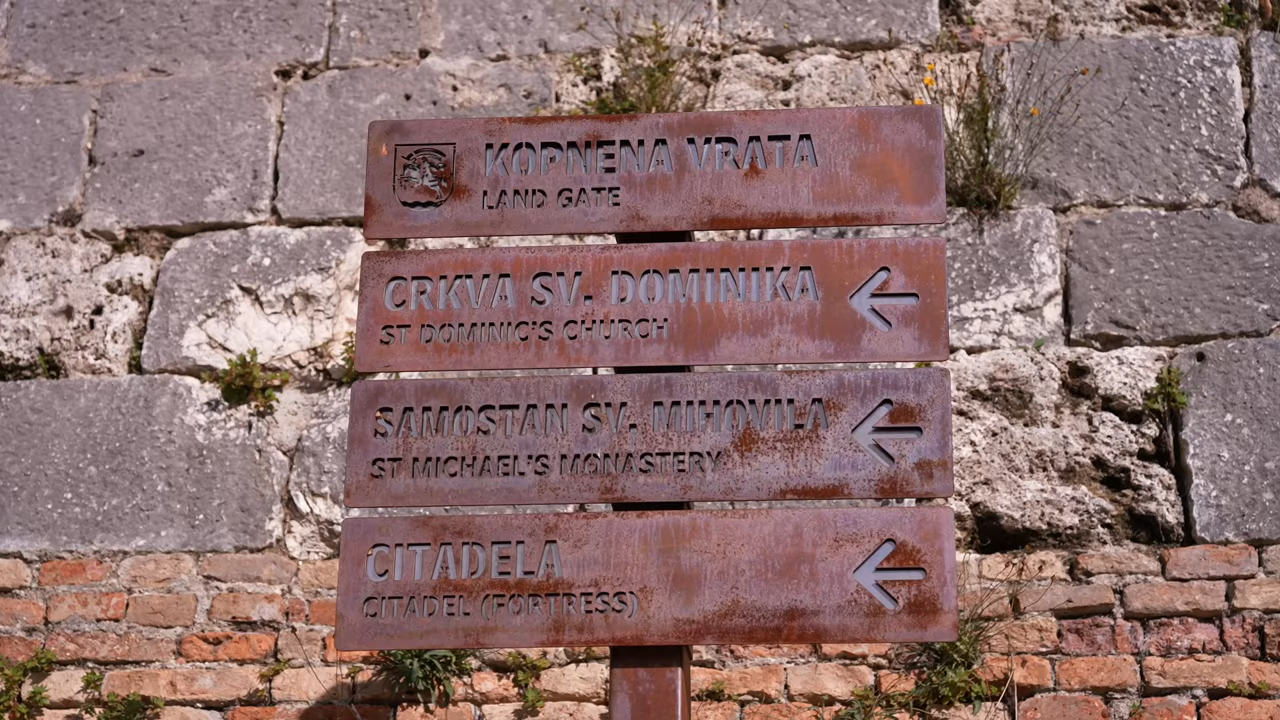 KOPNENA VRATA
LAND GATE
CRKVA SV. DOMINIKA
ST DOMINIC'S CHURCH
SAMOSTAN SV. MIHOVILA
ST MICHAEL'S MONASTERY
CITADELA
CITADEL (FORTRESS)